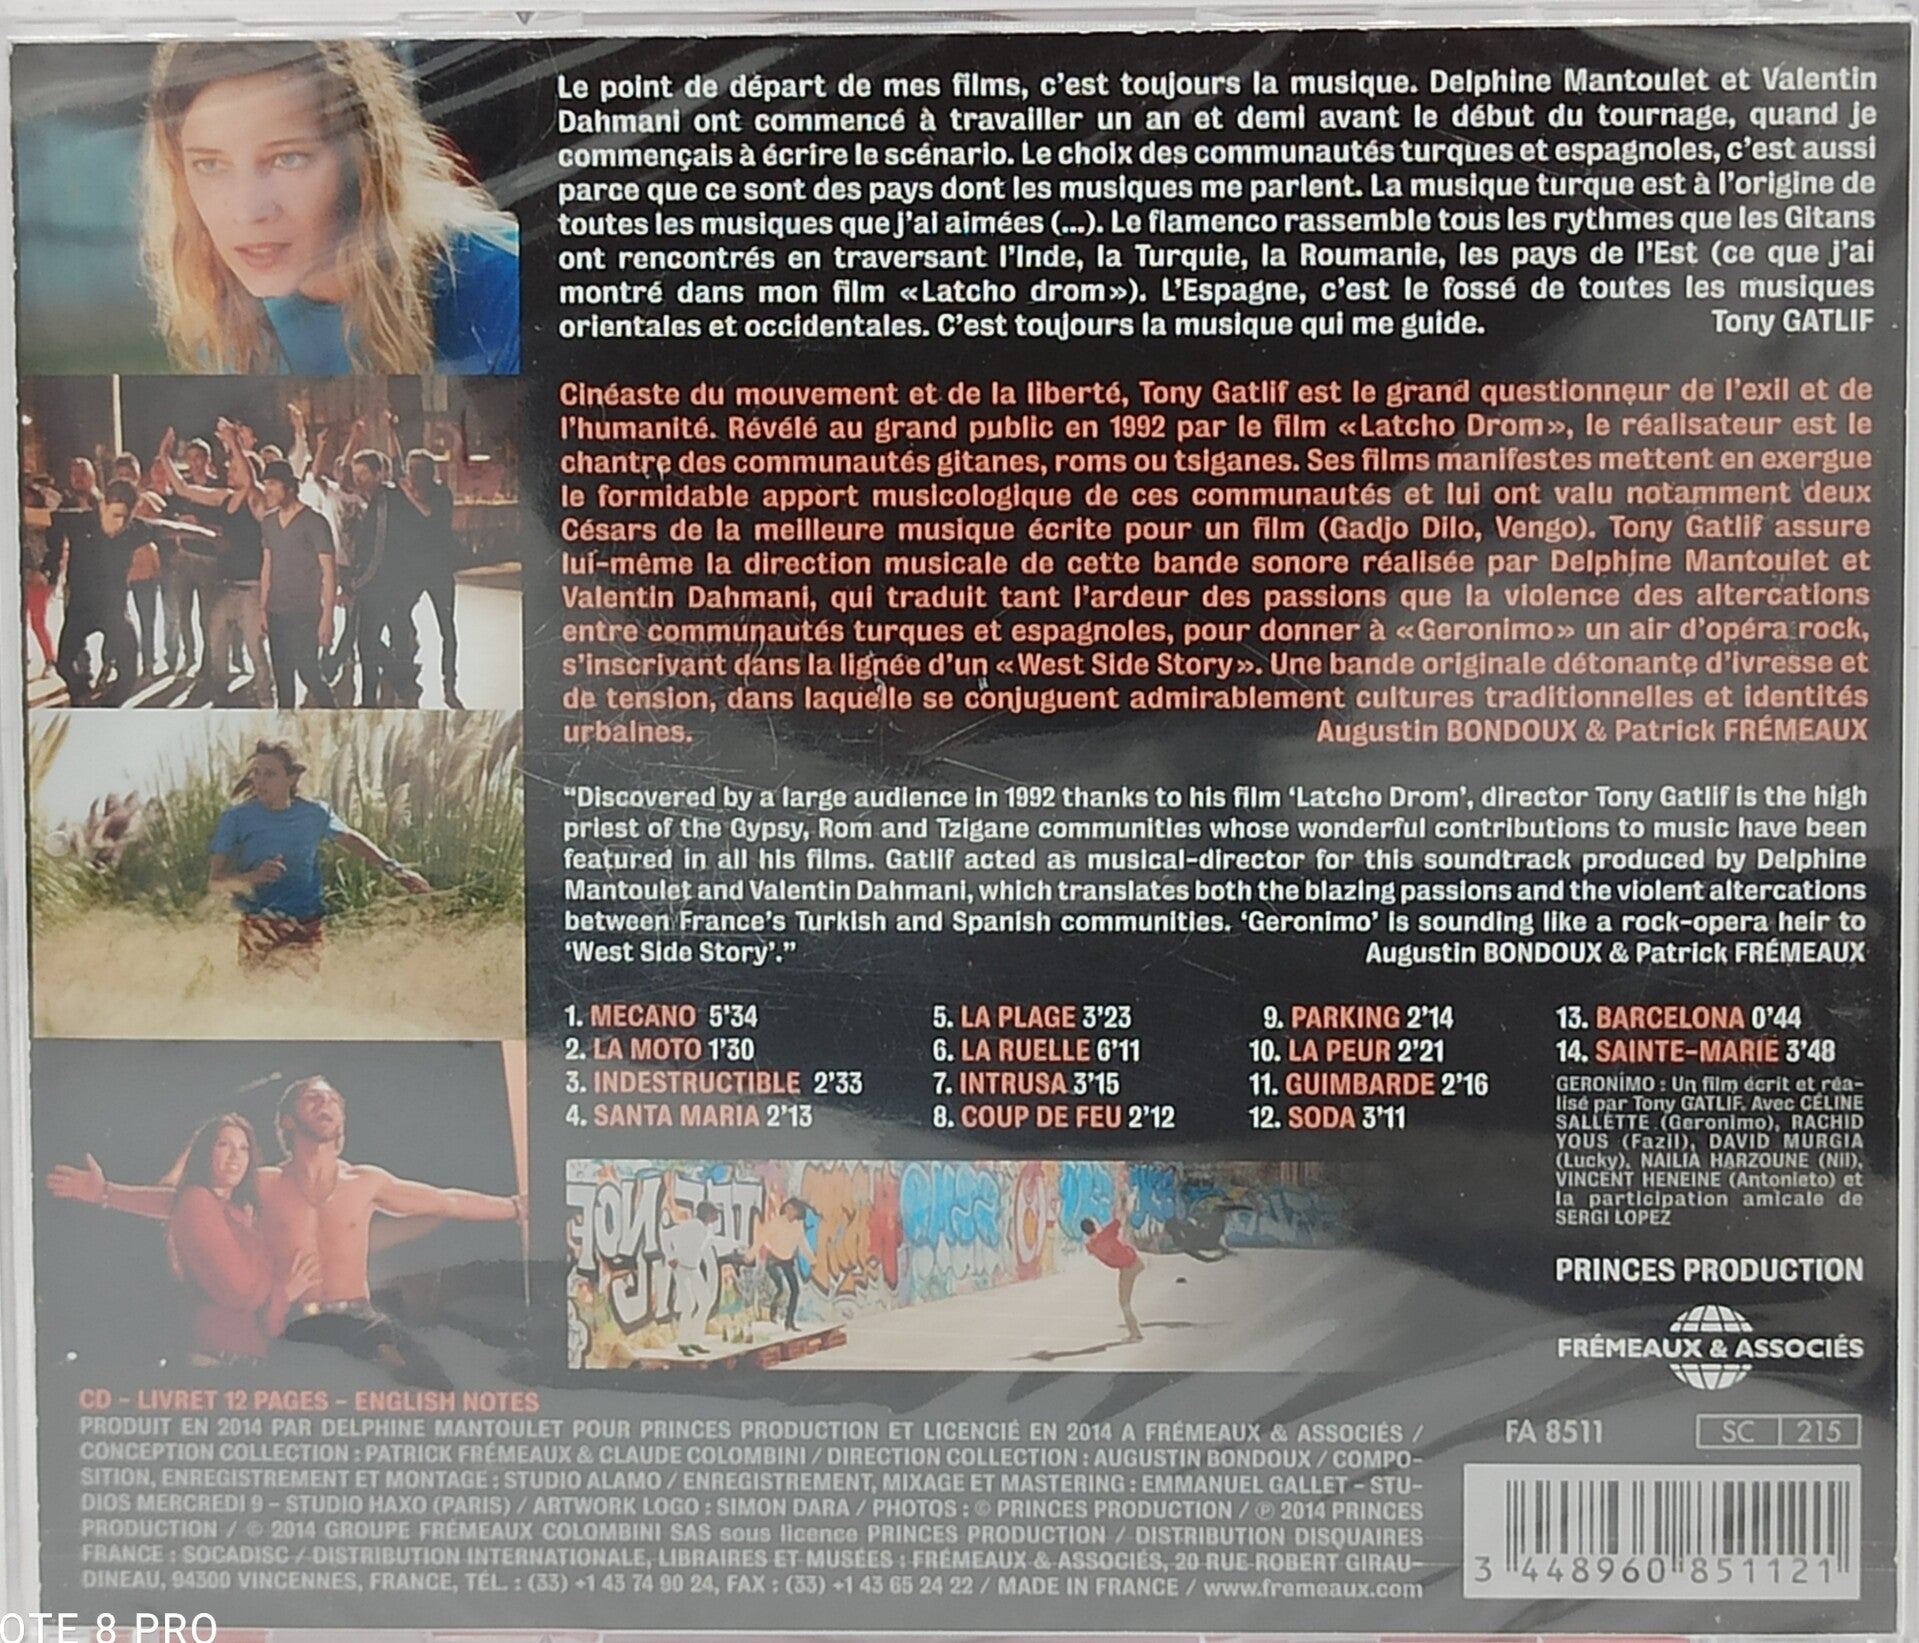 Le point de départ de mes films, c'est toujours la musique. Delphine Mantoulet et Valentin
Dahmani ont commencé à travailler un an et demi avant le début du tournage, quand je
commençais à écrire le scénario. Le choix des communautés turques et espagnoles, c'est aussi
parce que ce sont des pays dont les musiques me parlent. La musique turque est à l'origine de
toutes les musiques que j'ai aimées (...). Le flamenco rassemble tous les rythmes que les Gitans
ont rencontrés en traversant l'Inde, la Turquie, la Roumanie, les pays de l'Est (ce que j'ai
montré dans mon film «Latcho drom»). L'Espagne, c'est le fossé de toutes les musiques
orientales et occidentales. C'est toujours la musique qui me guide. Tony GATLIF
Cinéaste du mouvement et de la liberté, Tony Gatlif est le grand questionneur de l'exil et de
l'humanité. Révélé au grand public en 1992 par le film «Latcho Drom», le réalisateur est le
chantre des communautés gitanes, roms ou tsiganes. Ses films manifestes mettent en exergue
le formidable apport musicologique de ces communautés et lui ont valu notamment deux
Césars de la meilleure musique écrite pour un film (Gadjo Dilo, Vengo). Tony Gatlif assure
lui-même la direction musicale de cette bande sonore réalisée par Delphine Mantoulet et
Valentin Dahmani, qui traduit tant l'ardeur des passions que la violence des altercations
entre communautés turques et espagnoles, pour donner à «Geronimo» un air d'opéra rock,
s'inscrivant dans la lignée d'un «West Side Story». Une bande originale détonante d'ivresse et
de tension, dans laquelle se conjuguent admirablement cultures traditionnelles et identités
urbaines. Augustin BONDOUX & Patrick FRÉMEAUX
"Discovered by a large audience in 1992 thanks to his film 'Latcho Drom', director Tony Gatlif is the high
priest of the Gypsy, Rom and Tzigane communities whose wonderful contributions to music have been
featured in all his films. Gatlif acted as musical-director for this soundtrack produced by Delphine
Mantoulet and Valentin Dahmani, which translates both the blazing passions and the violent altercations
between France's Turkish and Spanish communities. 'Geronimo' is sounding like a rock-opera heir to
'West Side Story'." Augustin BONDOUX & Patrick FRÉMEAUX
1. MECANO 5'34
2. LA MOTO 1'30
3. INDESTRUCTIBLE 2'33
4. SANTA MARIA 2'13
5. LA PLAGE 3'23
6. LA RUELLE 6'11
7. INTRUSA 3'15
8. COUP DE FEU 2'12
9. PARKING 2'14
10. LA PEUR 2'21
11. GUIMBARDE 2'16
12. SODA 3'11
13. BARCELONA 0'44
14. SAINTE-MARIE 3'48
GERONIMO : Un film écrit et réa-
lisé par Tony GATLIF. Avec CÉLINE
SALLETTE (Geronimo), RACHID
YOUS (Fazil), DAVID MURGIA
(Lucky), NAILIA HARZOUNE (Nil),
VINCENT HENEINE (Antonieto) et
la participation amicale de
SERGI LOPEZ
PRINCES PRODUCTION
FRÉMEAUX & ASSOCIÉS
CD - LIVRET 12 PAGES - ENGLISH NOTES
PRODUIT EN 2014 PAR DELPHINE MANTOULET POUR PRINCES PRODUCTION ET LICENCIÉ EN 2014 A FRÉMEAUX & ASSOCIÉS /
CONCEPTION COLLECTION : PATRICK FRÉMEAUX & CLAUDE COLOMBINI / DIRECTION COLLECTION : AUGUSTIN BONDOUX / COMPO-
SITION, ENREGISTREMENT ET MONTAGE : STUDIO ALAMO / ENREGISTREMENT, MIXAGE ET MASTERING : EMMANUEL GALLET - STU-
DIOS MERCREDI 9 - STUDIO HAXO (PARIS) / ARTWORK LOGO : SIMON DARA / PHOTOS : © PRINCES PRODUCTION / ℗ 2014 PRINCES
PRODUCTION / © 2014 GROUPE FRÉMEAUX COLOMBINI SAS sous licence PRINCES PRODUCTION / DISTRIBUTION DISQUAIRES
FRANCE : SOCADISC / DISTRIBUTION INTERNATIONALE, LIBRAIRES ET MUSÉES : FRÉMEAUX & ASSOCIÉS, 20 RUE ROBERT GIRAU-
DINEAU, 94300 VINCENNES, FRANCE, TÉL. : (33) +1 43 74 90 24, FAX : (33) +1 43 65 24 22 / MADE IN FRANCE / www.fremeaux.com
FA 8511
SC 215
3 448960 851121
OTE 8 PRO